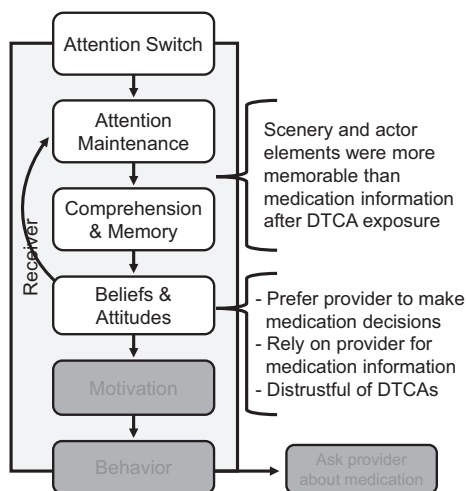 Attention Switch
Attention
Maintenance
Scenery and actor
elements were more
memorable than
medication information
after DTCA exposure
Comprehension
& Memory
Receiver
Beliefs &
Attitudes
- Prefer provider to make
medication decisions
- Rely on provider for
medication information
- Distrustful of DTCAs
Motivation
Behavior
Ask provider
about medication